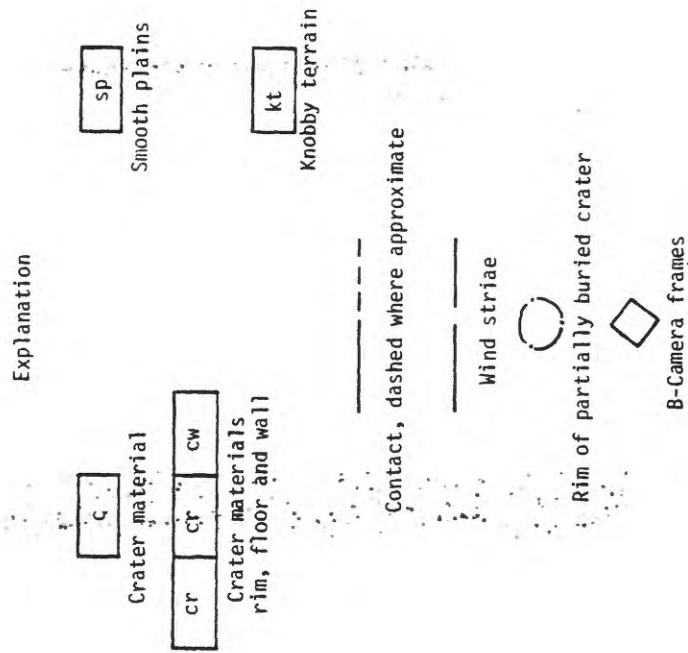 Explanation
c
Crater material
cr cr cw
Crater materials
rim, floor and wall
sp
Smooth plains
kt
Knobby terrain
Contact, dashed where approximate
Wind striae
Rim of partially buried crater
B-Camera frames